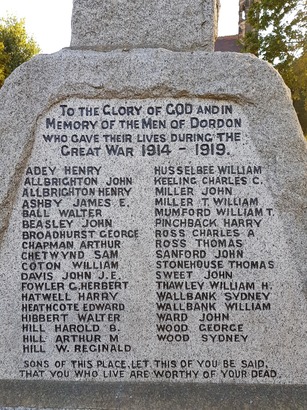 TO THE GLORY OF GOD AND IN
MEMORY OF THE MEN OF DORDON
WHO GAVE THEIR LIVES DURING THE
GREAT WAR 1914 - 1919.
ADEY HENRY
ALLBRIGHTON JOHN
ALLBRIGHTON HENRY
ASHBY JAMES E.
BALL WALTER
BEASLEY JOHN
BROADHURST GEORGE
CHAPMAN ARTHUR
CHETWYND SAM
COTON WILLIAM
DAVIS JOHN J.E.
FOWLER G. HERBERT
HATWELL HARRY
HEATHCOTE EDWARD
HIBBERT WALTER
HILL HAROLD B.
HILL ARTHUR M
HILL W. REGINALD
HUSSELBEE WILLIAM
KEELING CHARLES C.
MILLER JOHN
MILLER T. WILLIAM
MUMFORD WILLIAM T.
PINCHBACK HARRY
ROSS CHARLES A.
ROSS THOMAS
SANFORD JOHN
STONEHOUSE THOMAS
SWEET JOHN
THAWLEY WILLIAM H.
WALLBANK SYDNEY
WALLBANK WILLIAM
WARD JOHN
WOOD GEORGE
WOOD SYDNEY
SONS OF THIS PLACE, LET THIS OF YOU BE SAID,
THAT YOU WHO LIVE ARE WORTHY OF YOUR DEAD.